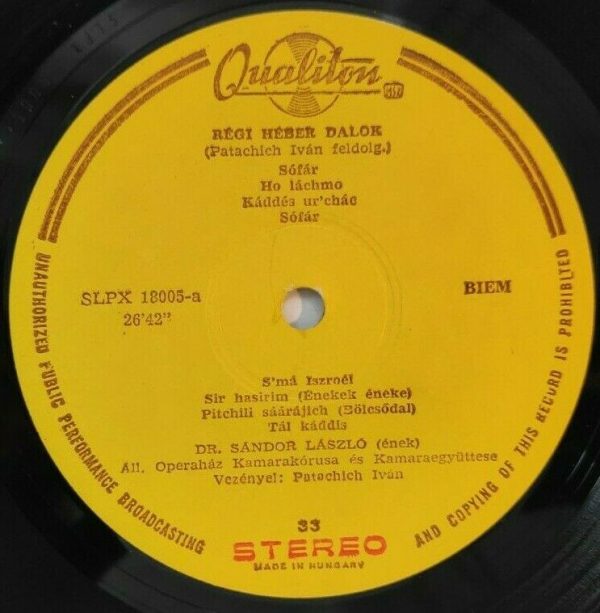 Qualiton
RÉGI HÉBER DALOK
(Patachich Iván feldolg.)
Sófár
Ho láchmo
Káddés ur'chác
Sófár
SLPX 18005-a
26'42"
BIEM
S'má Iszroél
Sir hasirim (Énekek éneke)
Pitchili sáárájich (Bölcsődal)
Tál káddis
DR. SÁNDOR LÁSZLÓ (ének)
Áll. Operaház Kamarakórusa és Kamaraegyüttese
Vezényel: Patachich Iván
33
STEREO
MADE IN HUNGARY
UNAUTHORIZED PUBLIC PERFORMANCE BROADCASTING AND COPYING OF THIS RECORD IS PROHIBITED